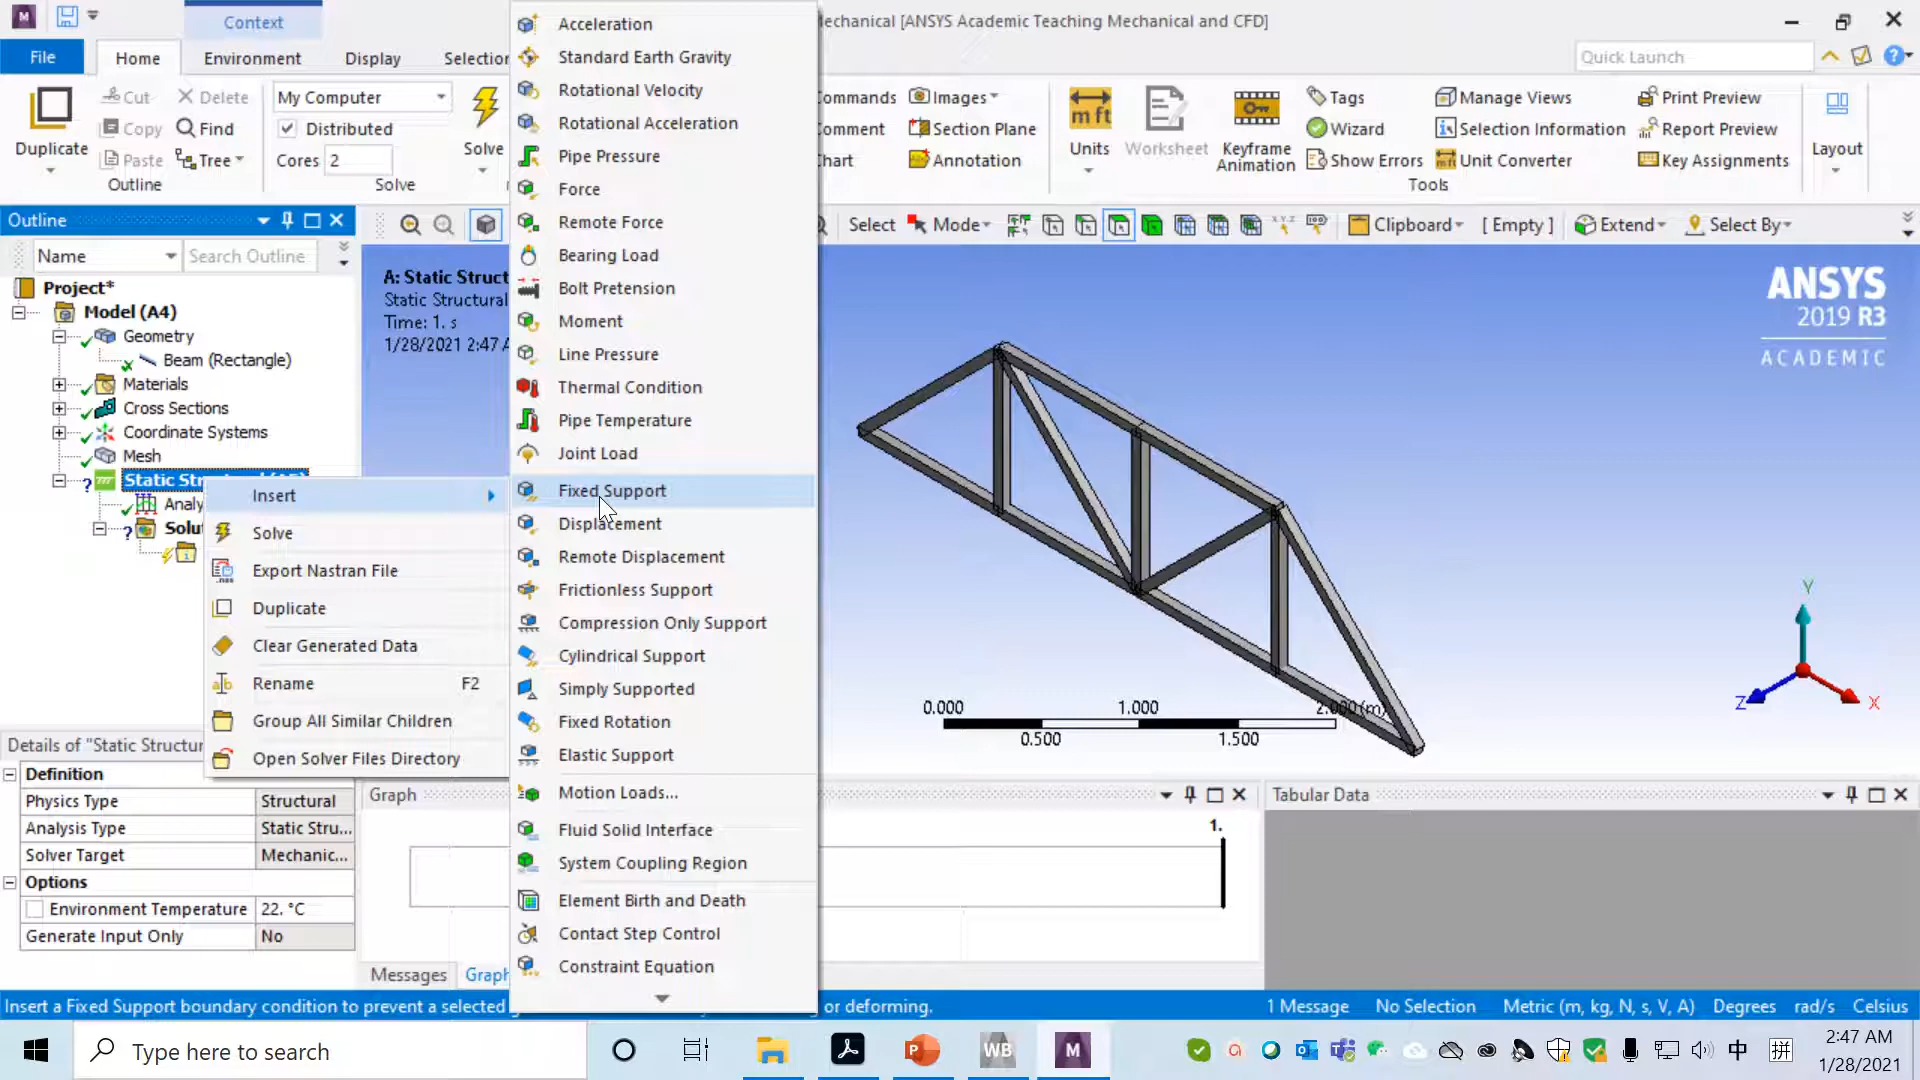 Context
Mechanical [ANSYS Academic Teaching Mechanical and CFD]
File
Home
Environment
Display
Selection
Quick Launch
Duplicate
Cut
Copy
Paste
Delete
Find
Tree
Outline
My Computer
Distributed
Cores 2
Solve
Solve
Commands
Comment
Chart
Images
Section Plane
Annotation
Units
Worksheet
Keyframe
Animation
Tags
Wizard
Show Errors
Manage Views
Selection Information
Unit Converter
Tools
Print Preview
Report Preview
Key Assignments
Layout
Outline
Name
Search Outline
Project*
Model (A4)
Geometry
Beam (Rectangle)
Materials
Cross Sections
Coordinate Systems
Mesh
Static Str
Analy
Solut
Insert
Solve
Export Nastran File
Duplicate
Clear Generated Data
Rename F2
Group All Similar Children
Open Solver Files Directory
Acceleration
Standard Earth Gravity
Rotational Velocity
Rotational Acceleration
Pipe Pressure
Force
Remote Force
Bearing Load
Bolt Pretension
Moment
Line Pressure
Thermal Condition
Pipe Temperature
Joint Load
Fixed Support
Displacement
Remote Displacement
Frictionless Support
Compression Only Support
Cylindrical Support
Simply Supported
Fixed Rotation
Elastic Support
Motion Loads...
Fluid Solid Interface
System Coupling Region
Element Birth and Death
Contact Step Control
Constraint Equation
Select
Mode
Clipboard
[ Empty ]
Extend
Select By
A: Static Struct
Static Structural
Time: 1. s
1/28/2021 2:47 A
ANSYS
2019 R3
ACADEMIC
0.000
1.000
2.000 (m)
0.500
1.500
Y
Z
X
Details of "Static Structur
Definition
Physics Type Structural
Analysis Type Static Stru...
Solver Target Mechanic...
Options
Environment Temperature 22. °C
Generate Input Only No
Graph
1.
Messages
Graph
Tabular Data
Insert a Fixed Support boundary condition to prevent a selected
or deforming.
1 Message
No Selection
Metric (m, kg, N, s, V, A)
Degrees
rad/s
Celsius
Type here to search
WB
M
中
拼
2:47 AM
1/28/2021